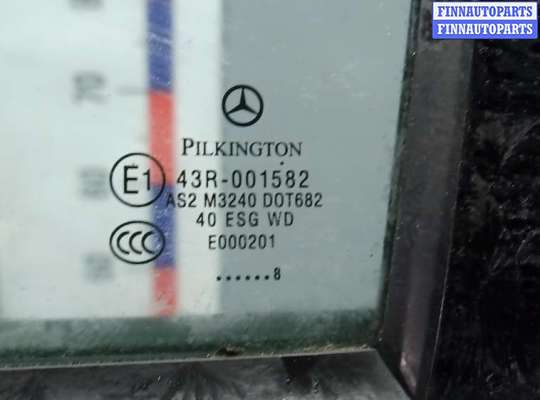 FINNAUTOPARTS
FINNAUTOPARTS
PILKINGTON
E1 43R-001582
AS2 M3240 DOT682
40 ESG WD
CCC E000201
......8